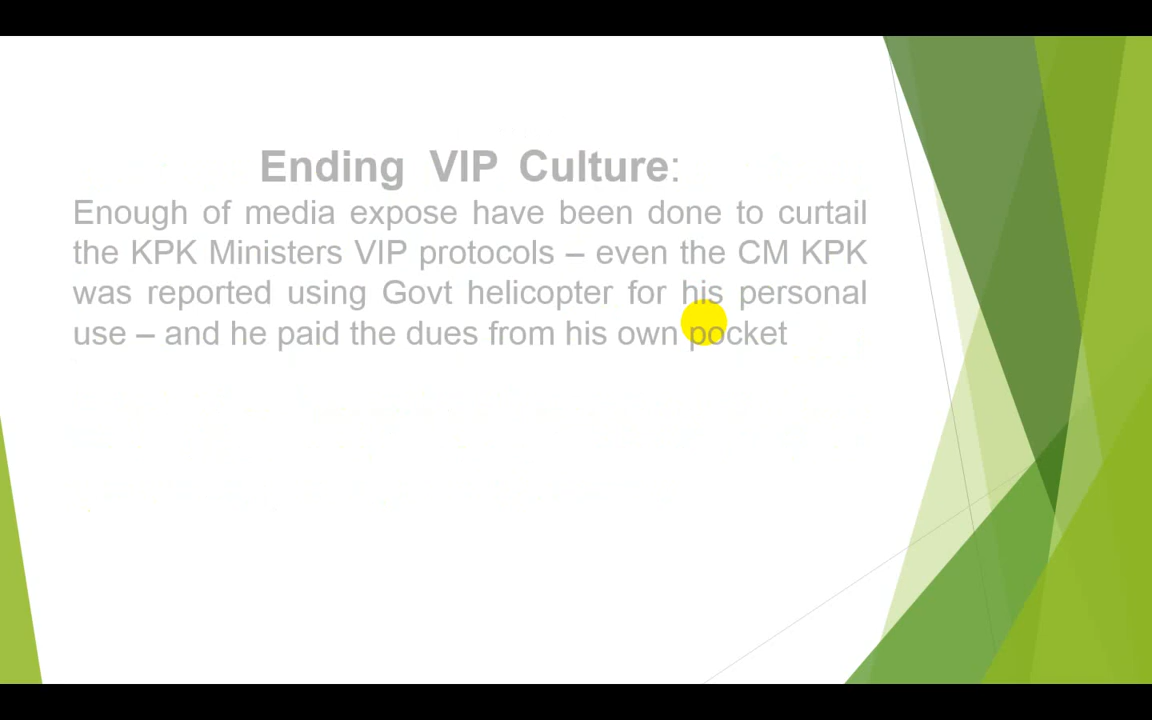 Ending VIP Culture:
Enough of media expose have been done to curtail
the KPK Ministers VIP protocols – even the CM KPK
was reported using Govt helicopter for his personal
use – and he paid the dues from his own pocket